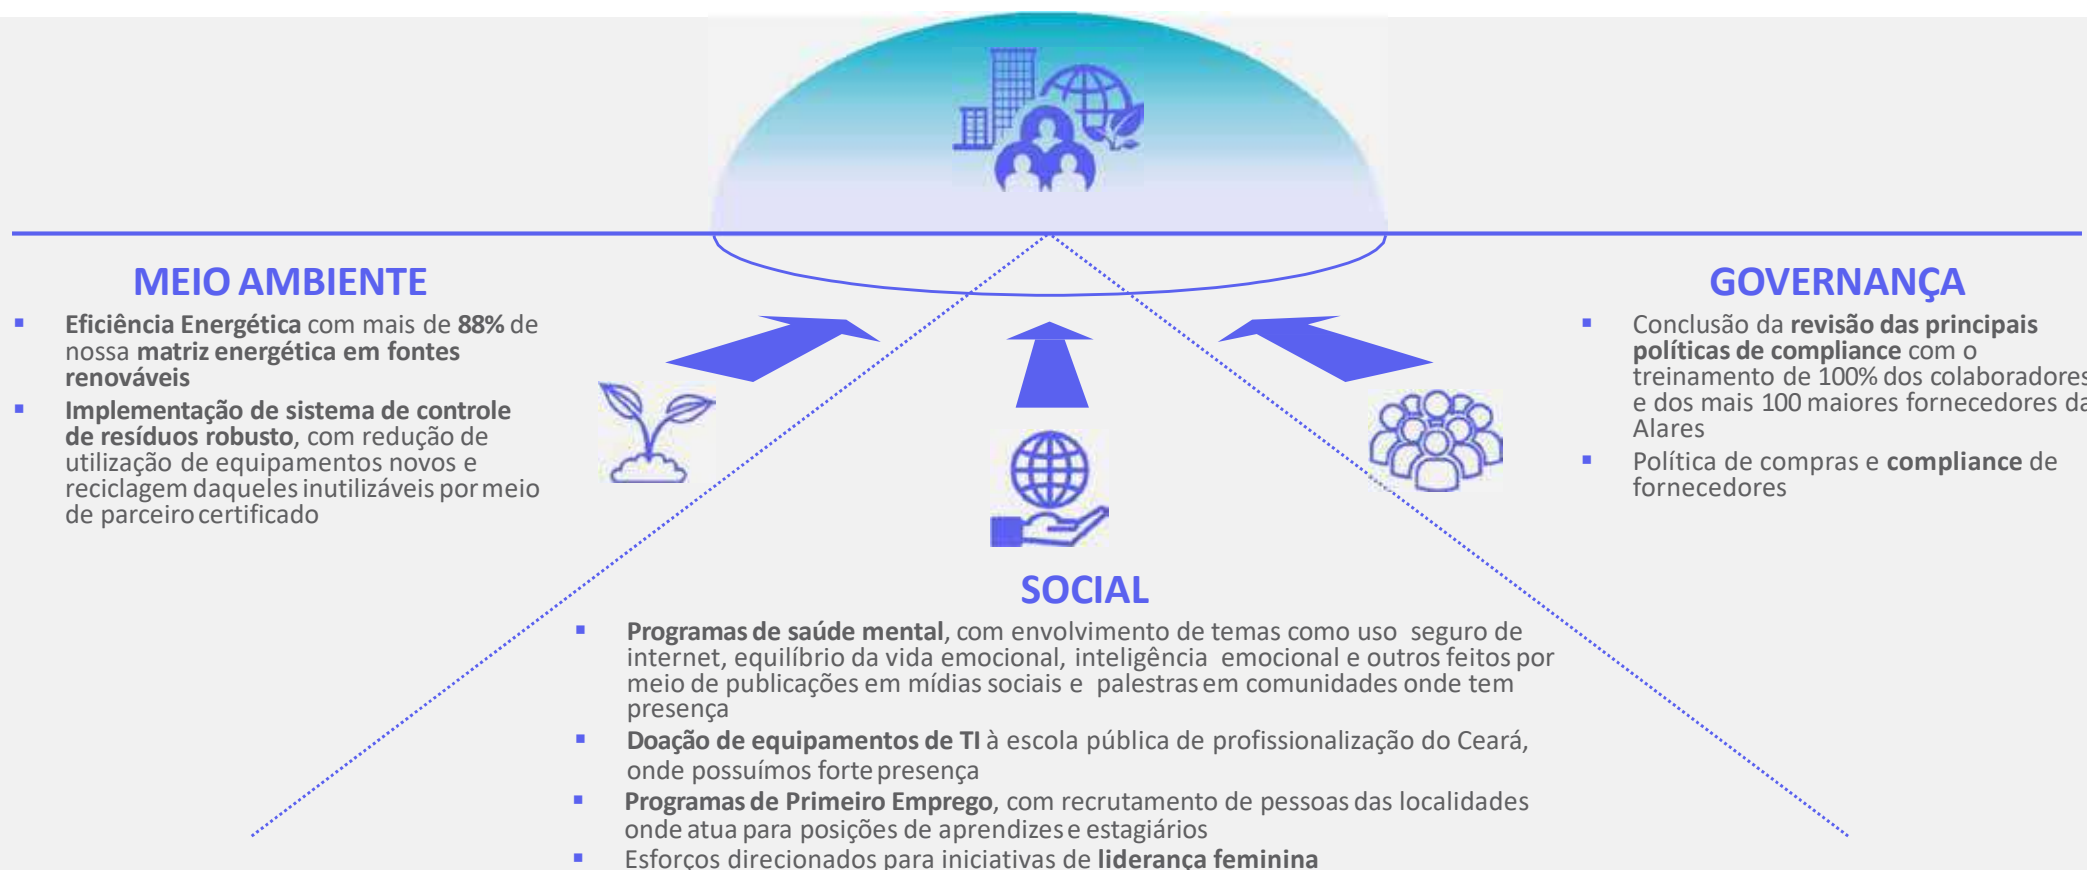 MEIO AMBIENTE
▪ Eficiência Energética com mais de 88% de
nossa matriz energética em fontes
renováveis
▪ Implementação de sistema de controle
de resíduos robusto, com redução de
utilização de equipamentos novos e
reciclagem daqueles inutilizáveis por meio
de parceiro certificado
SOCIAL
▪ Programas de saúde mental, com envolvimento de temas como uso seguro de
internet, equilíbrio da vida emocional, inteligência emocional e outros feitos por
meio de publicações em mídias sociais e palestras em comunidades onde tem
presença
▪ Doação de equipamentos de TI à escola pública de profissionalização do Ceará,
onde possuímos forte presença
▪ Programas de Primeiro Emprego, com recrutamento de pessoas das localidades
onde atua para posições de aprendizes e estagiários
▪ Esforços direcionados para iniciativas de liderança feminina
GOVERNANÇA
▪ Conclusão da revisão das principais
políticas de compliance com o
treinamento de 100% dos colaboradores
e dos mais 100 maiores fornecedores da
Alares
▪ Política de compras e compliance de
fornecedores